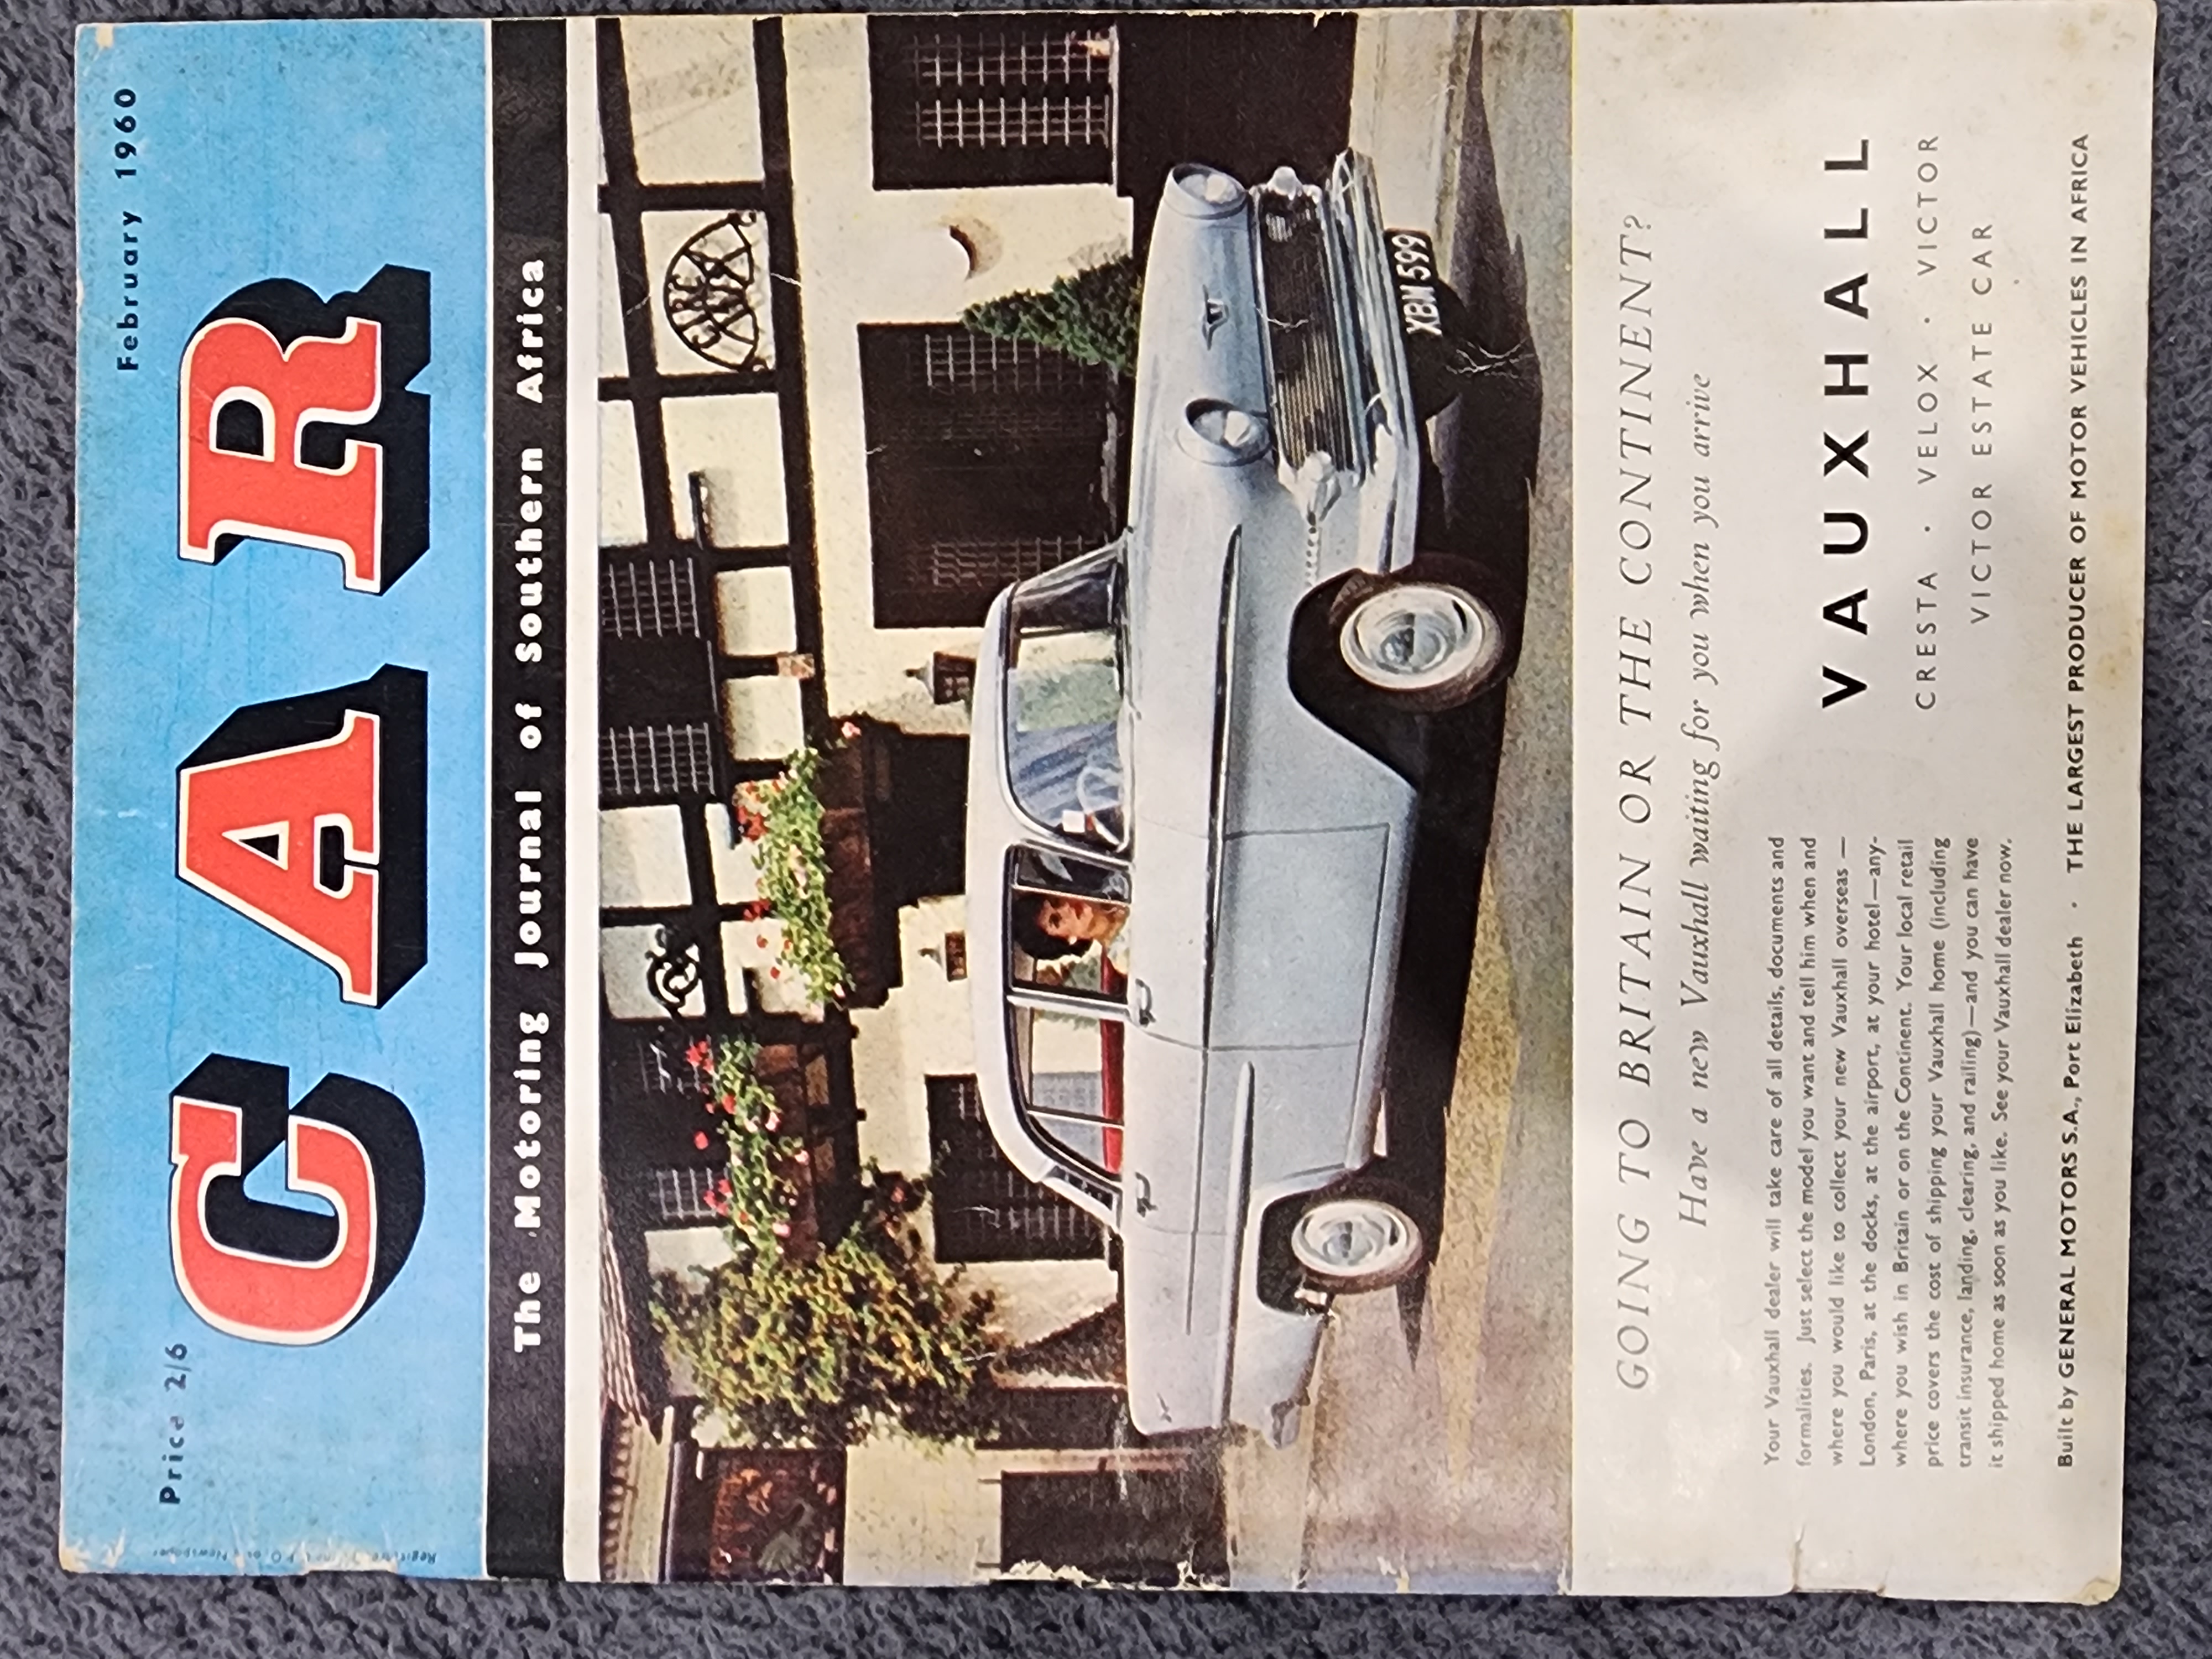 Price 2/6
February 1960
CAR
The Motoring Journal of Southern Africa
XBM 599
GOING TO BRITAIN OR THE CONTINENT?
Have a new Vauxhall waiting for you when you arrive
Your Vauxhall dealer will take care of all details, documents and
formalities. Just select the model you want and tell him when and
where you would like to collect your new Vauxhall overseas —
London, Paris, at the docks, at the airport, at your hotel—any-
where you wish in Britain or on the Continent. Your local retail
price covers the cost of shipping your Vauxhall home (including
transit insurance, landing, clearing, and railing)—and you can have
it shipped home as soon as you like. See your Vauxhall dealer now.
VAUXHALL
CRESTA · VELOX · VICTOR
VICTOR ESTATE CAR
Built by GENERAL MOTORS S.A., Port Elizabeth · THE LARGEST PRODUCER OF MOTOR VEHICLES IN AFRICA